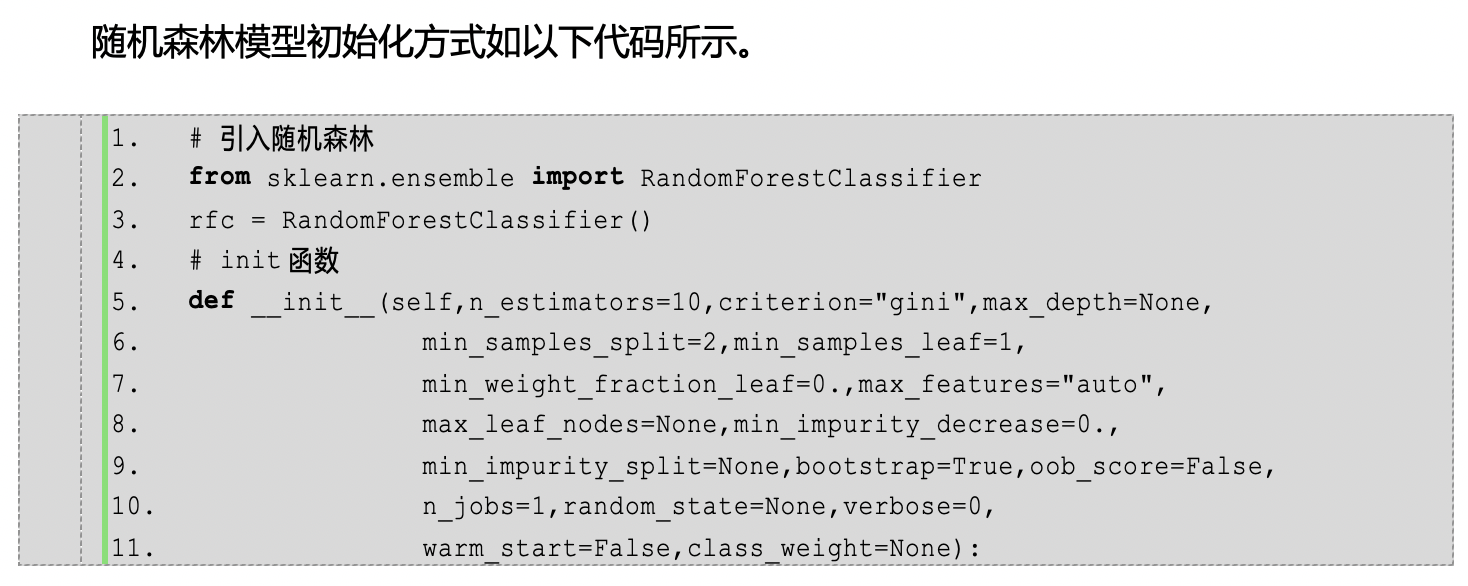 随机森林模型初始化方式如以下代码所示。
1. # 引入随机森林
2. from sklearn.ensemble import RandomForestClassifier
3. rfc = RandomForestClassifier()
4. # init 函数
5. def __init__(self,n_estimators=10,criterion="gini",max_depth=None,
6. min_samples_split=2,min_samples_leaf=1,
7. min_weight_fraction_leaf=0.,max_features="auto",
8. max_leaf_nodes=None,min_impurity_decrease=0.,
9. min_impurity_split=None,bootstrap=True,oob_score=False,
10. n_jobs=1,random_state=None,verbose=0,
11. warm_start=False,class_weight=None):